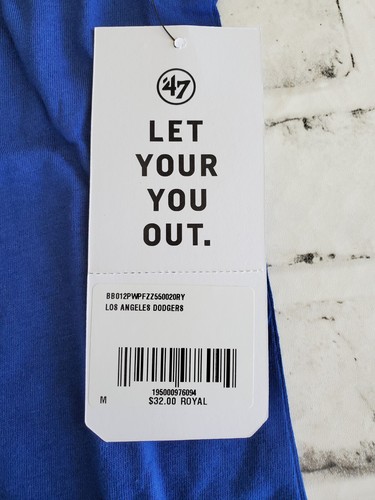 '47
LET
YOUR
YOU
OUT.
BB012PWPFZZ550020RY
LOS ANGELES DODGERS
195000976094
M $32.00 ROYAL